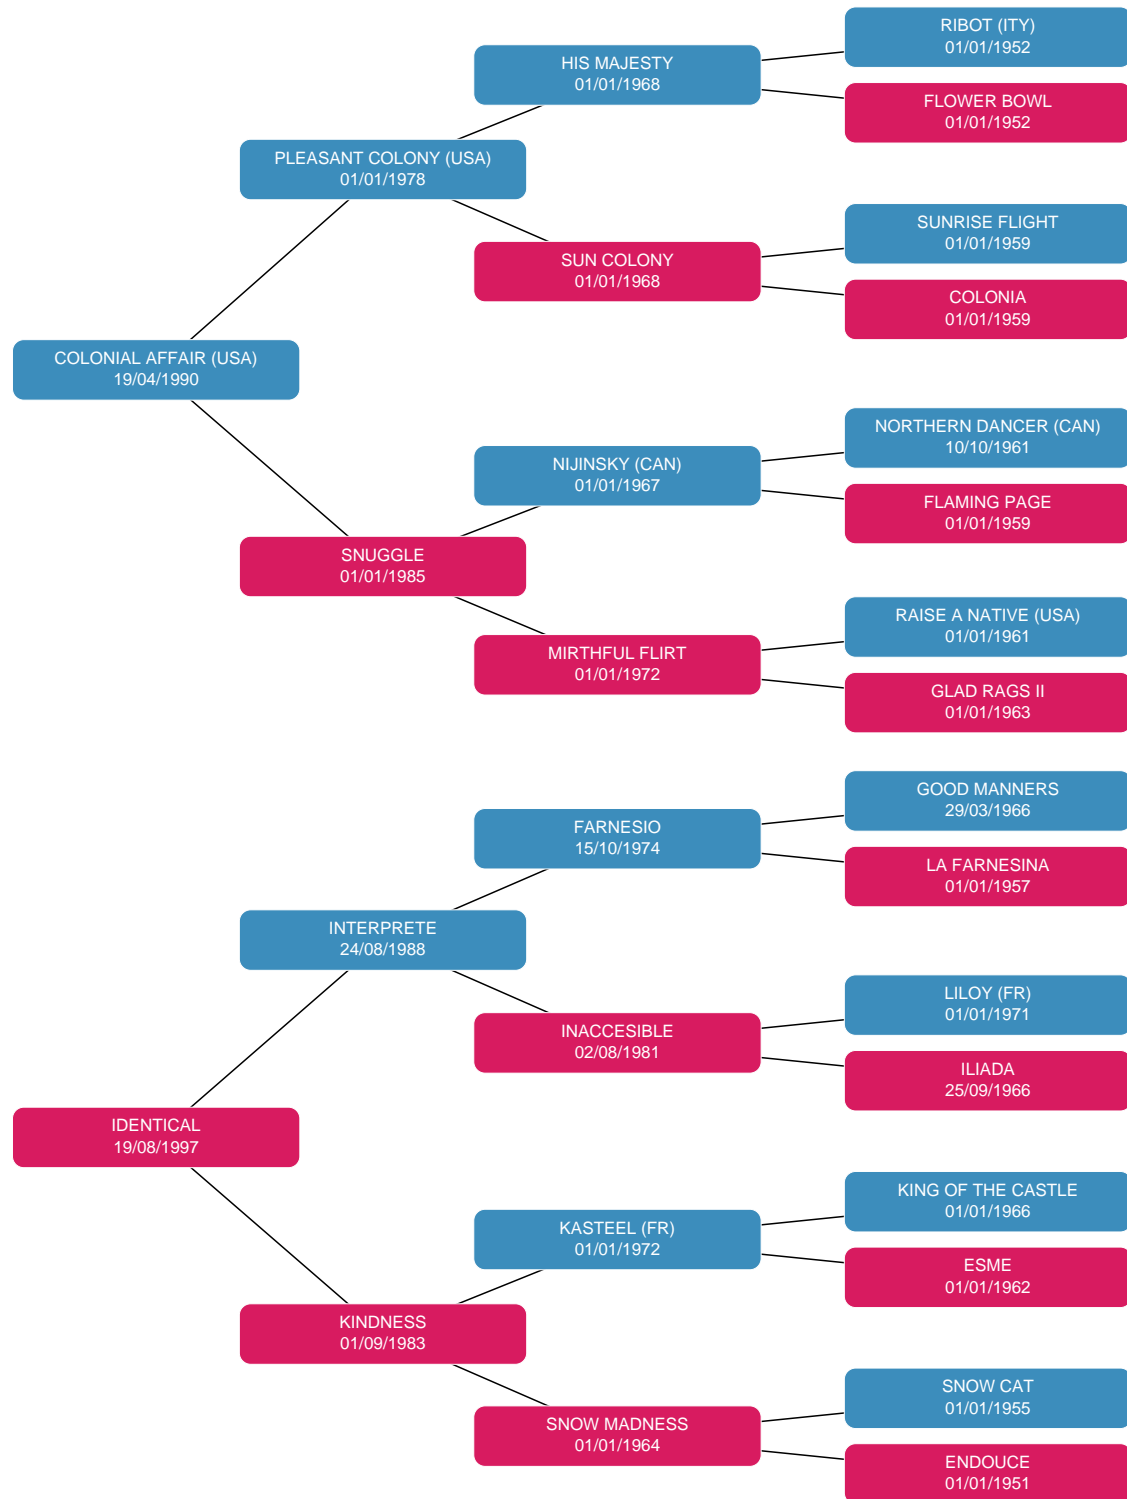 RIBOT (ITY)
01/01/1952
HIS MAJESTY
01/01/1968
FLOWER BOWL
01/01/1952
PLEASANT COLONY (USA)
01/01/1978
SUNRISE FLIGHT
01/01/1959
SUN COLONY
01/01/1968
COLONIA
01/01/1959
COLONIAL AFFAIR (USA)
19/04/1990
NORTHERN DANCER (CAN)
10/10/1961
NIJINSKY (CAN)
01/01/1967
FLAMING PAGE
01/01/1959
SNUGGLE
01/01/1985
RAISE A NATIVE (USA)
01/01/1961
MIRTHFUL FLIRT
01/01/1972
GLAD RAGS II
01/01/1963
GOOD MANNERS
29/03/1966
FARNESIO
15/10/1974
LA FARNESINA
01/01/1957
INTERPRETE
24/08/1988
LILOY (FR)
01/01/1971
INACCESIBLE
02/08/1981
ILIADA
25/09/1966
IDENTICAL
19/08/1997
KING OF THE CASTLE
01/01/1966
KASTEEL (FR)
01/01/1972
ESME
01/01/1962
KINDNESS
01/09/1983
SNOW CAT
01/01/1955
SNOW MADNESS
01/01/1964
ENDOUCE
01/01/1951